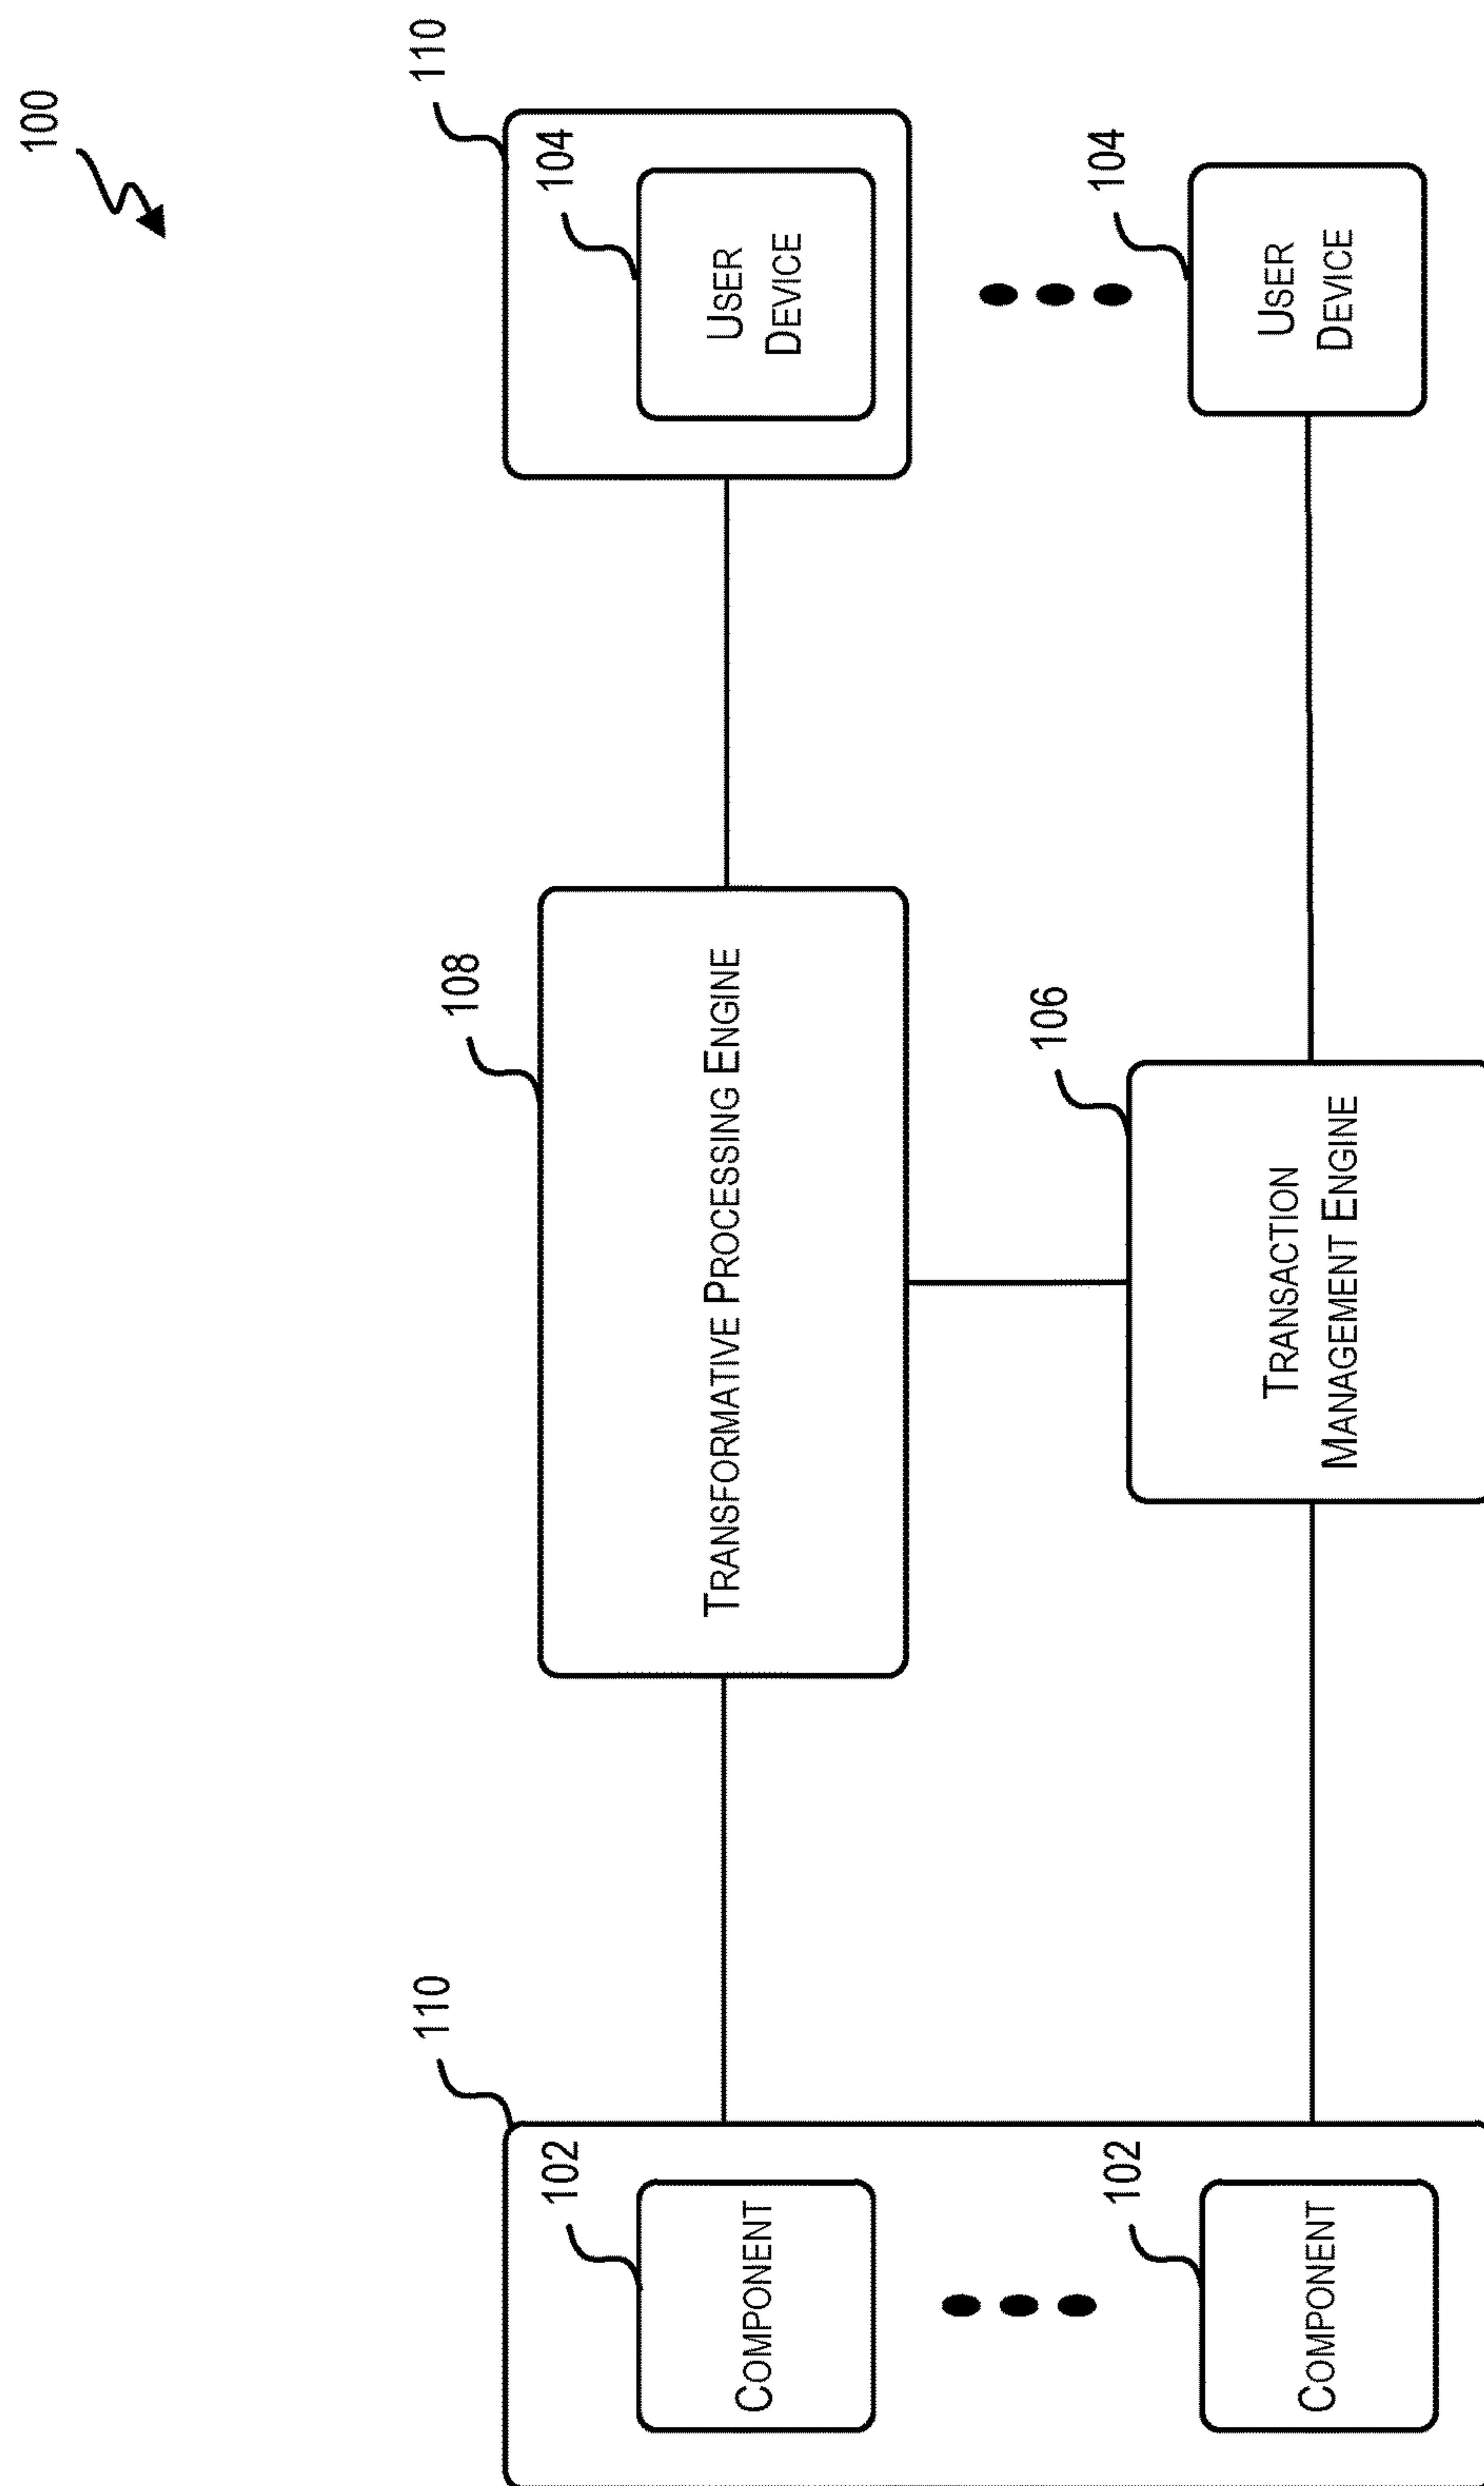 100
110
102
COMPONENT
102
COMPONENT
108
TRANSFORMATIVE PROCESSING ENGINE
106
TRANSACTION
MANAGEMENT ENGINE
110
104
USER
DEVICE
104
USER
DEVICE